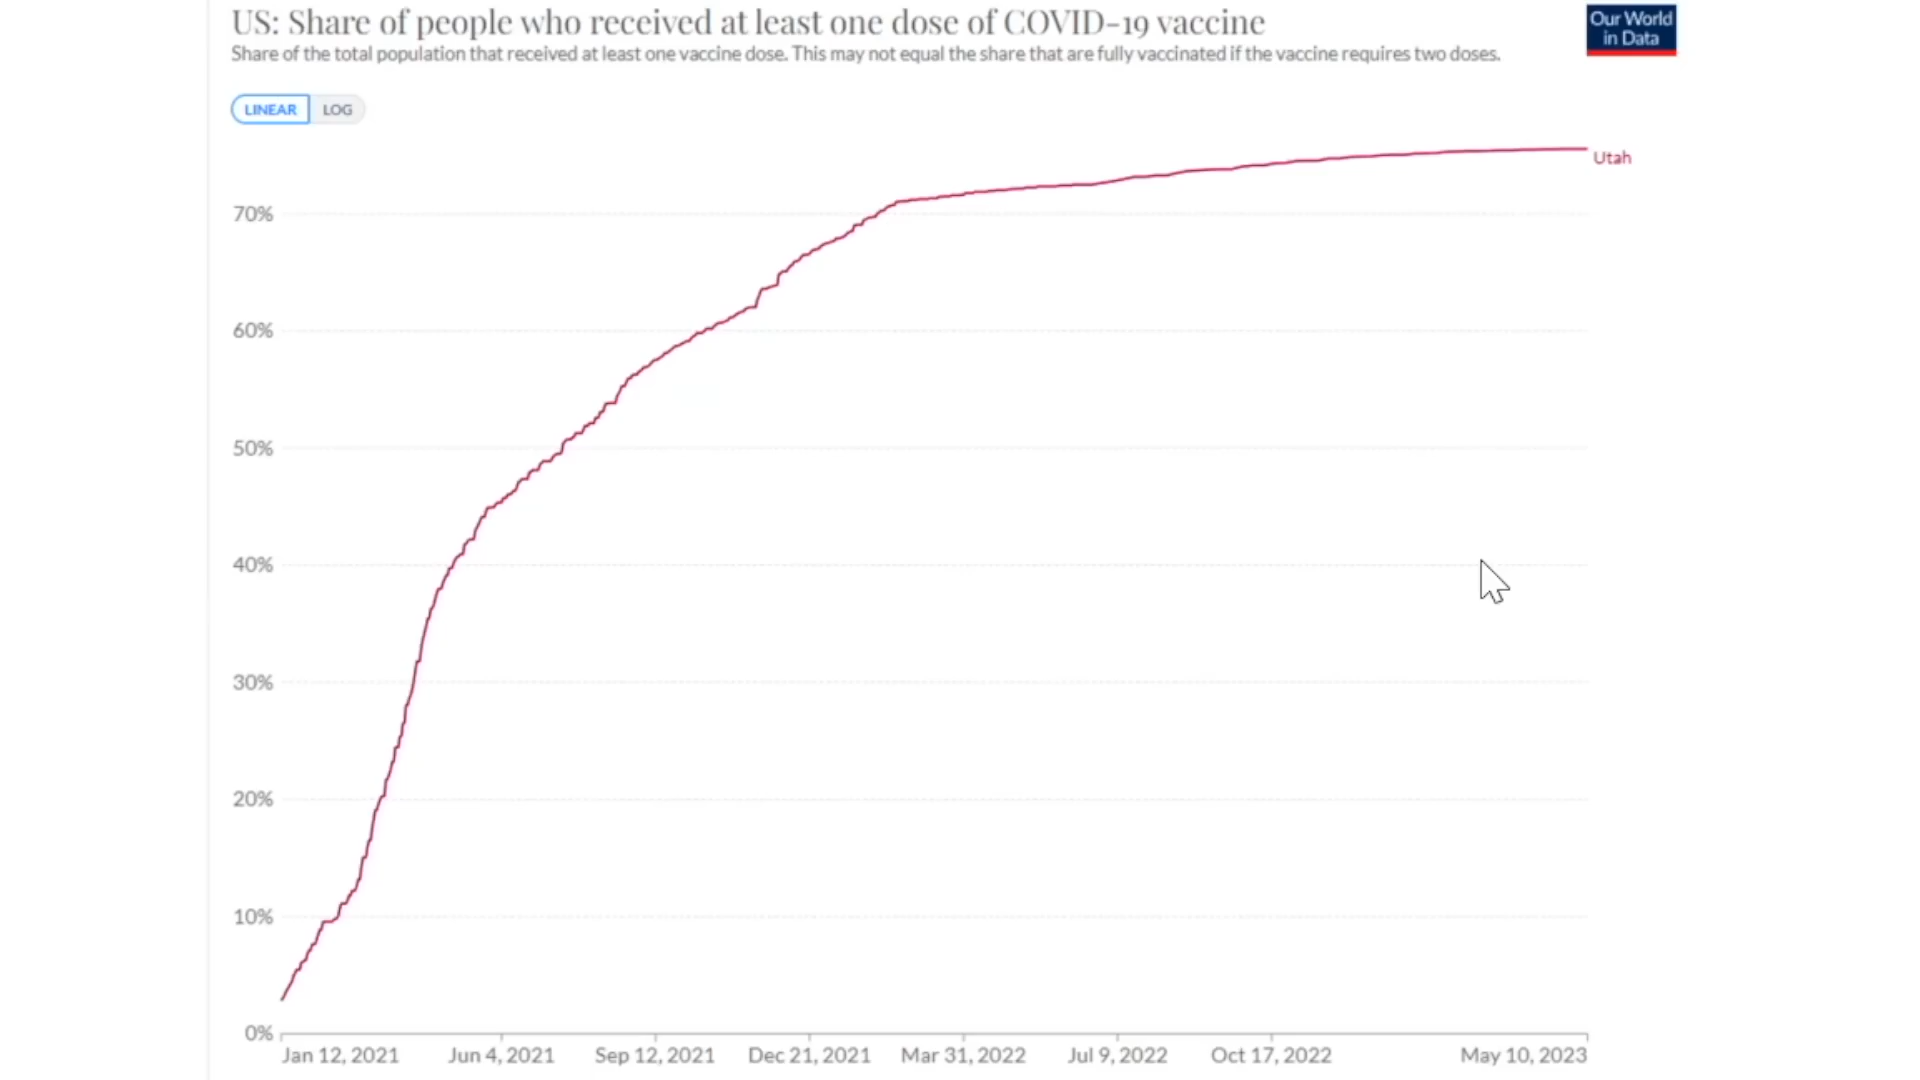 US: Share of people who received at least one dose of COVID-19 vaccine
Share of the total population that received at least one vaccine dose. This may not equal the share that are fully vaccinated if the vaccine requires two doses.
Our World
in Data
LINEAR LOG
Utah
70%
60%
50%
40%
30%
20%
10%
0%
Jan 12, 2021 Jun 4, 2021 Sep 12, 2021 Dec 21, 2021 Mar 31, 2022 Jul 9, 2022 Oct 17, 2022 May 10, 2023